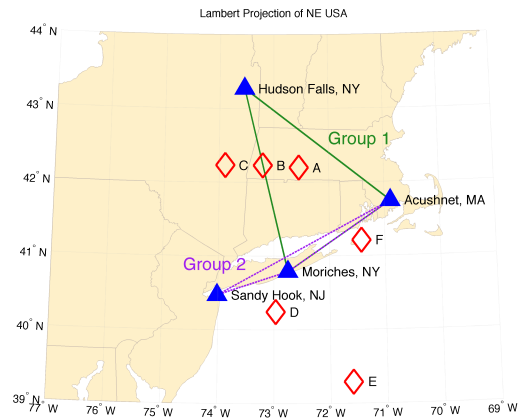 Lambert Projection of NE USA
44° N
Hudson Falls, NY
43° N
Group 1
C
B
A
42° N
Acushnet, MA
F
41° N
Group 2
Moriches, NY
Sandy Hook, NJ
D
40° N
E
39° N
77° W 76° W 75° W 74° W 73° W 72° W 71° W 70° W 69° W